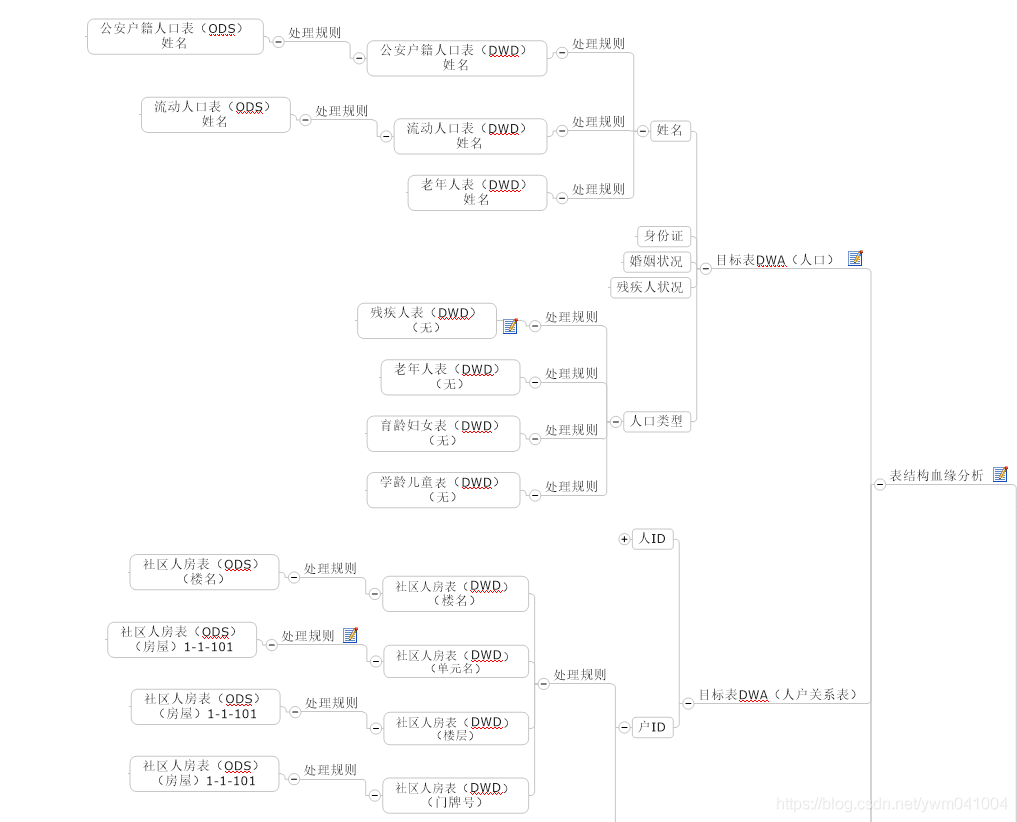 公安户籍人口表（ODS）
姓名
处理规则
公安户籍人口表（DWD）
姓名
处理规则
流动人口表（ODS）
姓名
处理规则
流动人口表（DWD）
姓名
处理规则
姓名
老年人表（DWD）
姓名
处理规则
身份证
婚姻状况
残疾人状况
目标表DWA（人口）
残疾人表（DWD）
（无）
处理规则
老年人表（DWD）
（无）
处理规则
人口类型
育龄妇女表（DWD）
（无）
处理规则
学龄儿童表（DWD）
（无）
处理规则
表结构血缘分析
人ID
社区人房表（ODS）
（楼名）
处理规则
社区人房表（DWD）
（楼名）
社区人房表（ODS）
（房屋）1-1-101
处理规则
社区人房表（DWD）
（单元名）
处理规则
目标表DWA（人户关系表）
社区人房表（ODS）
（房屋）1-1-101
处理规则
社区人房表（DWD）
（楼层）
户ID
社区人房表（ODS）
（房屋）1-1-101
处理规则
社区人房表（DWD）
（门牌号）
https://blog.csdn.net/ywm041004